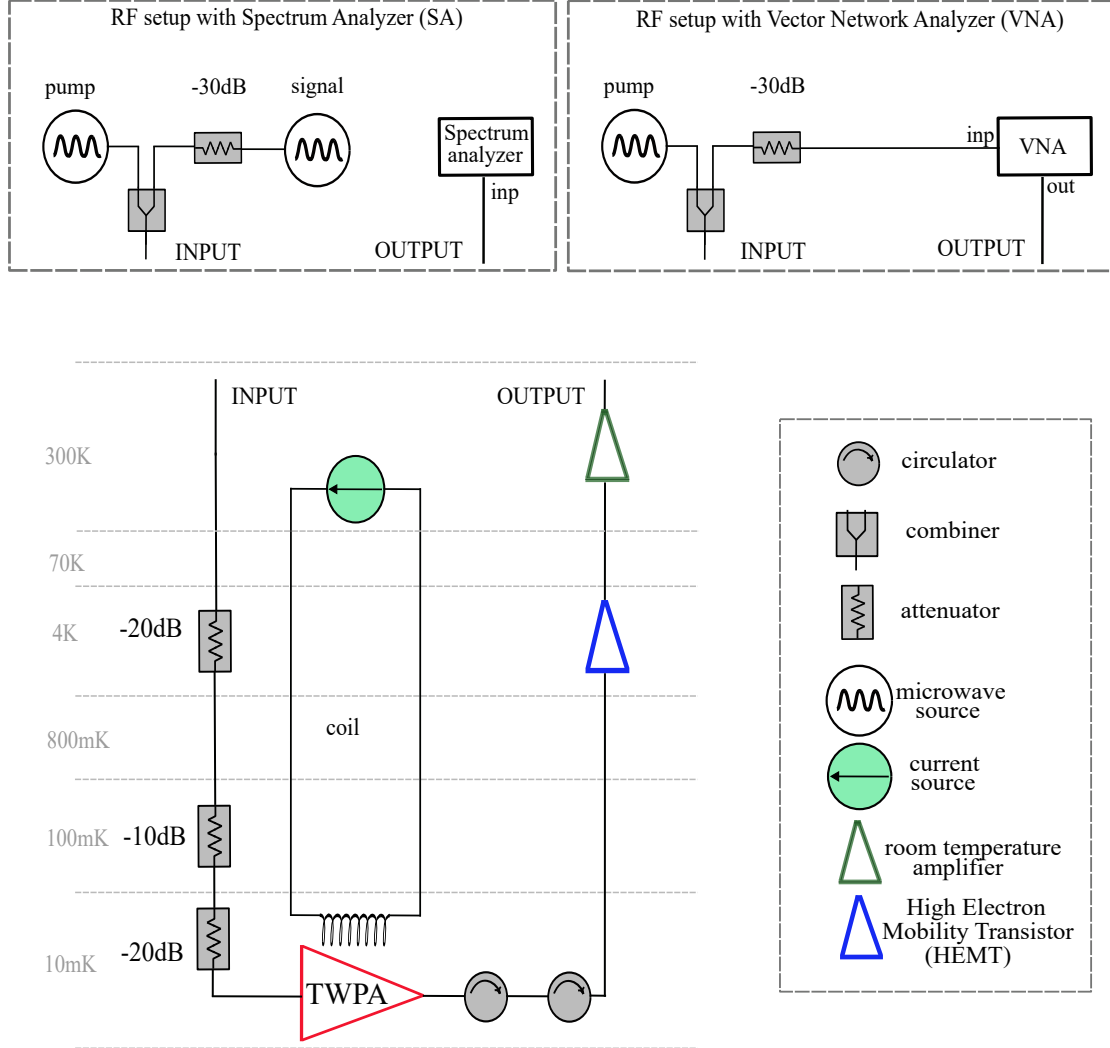 RF setup with Spectrum Analyzer (SA)
pump
-30dB
signal
Spectrum
analyzer
inp
INPUT
OUTPUT
RF setup with Vector Network Analyzer (VNA)
pump
-30dB
inp
VNA
out
INPUT
OUTPUT
INPUT
OUTPUT
300K
70K
4K
-20dB
800mK
coil
100mK
-10dB
10mK
-20dB
TWPA
circulator
combiner
attenuator
microwave
source
current
source
room temperature
amplifier
High Electron
Mobility Transistor
(HEMT)